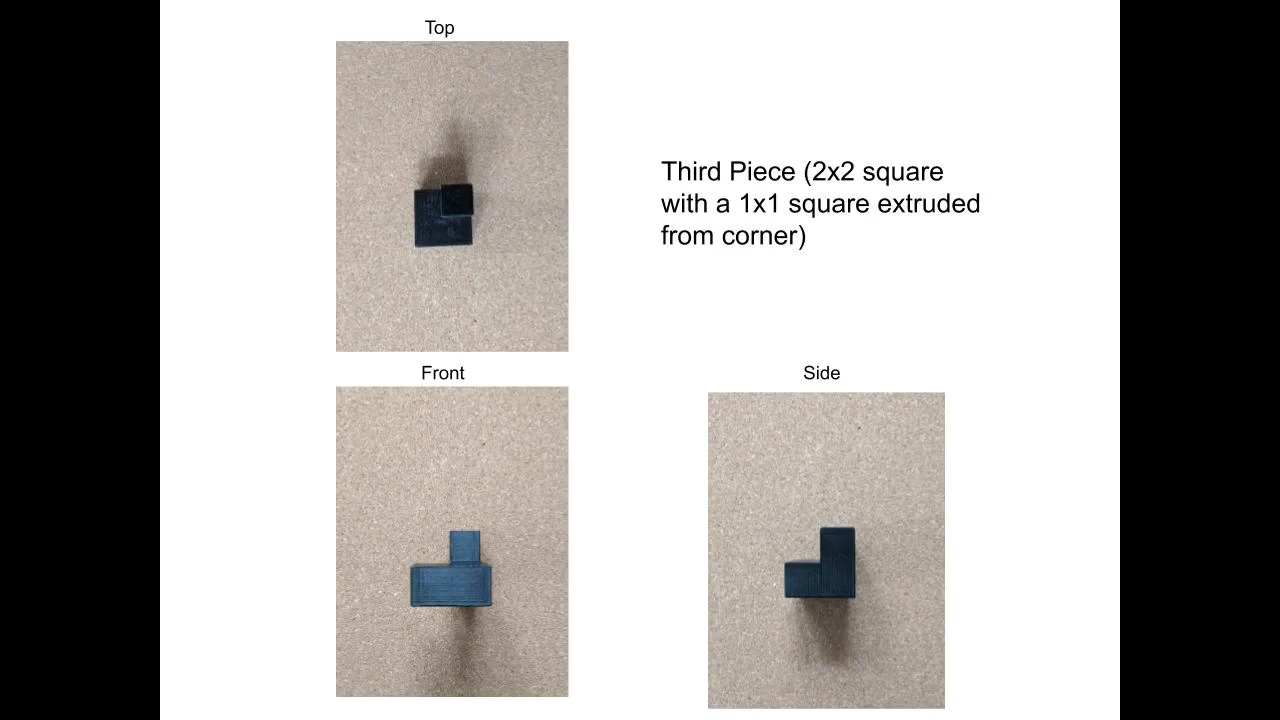 Top
Third Piece (2x2 square
with a 1x1 square extruded
from corner)
Front
Side